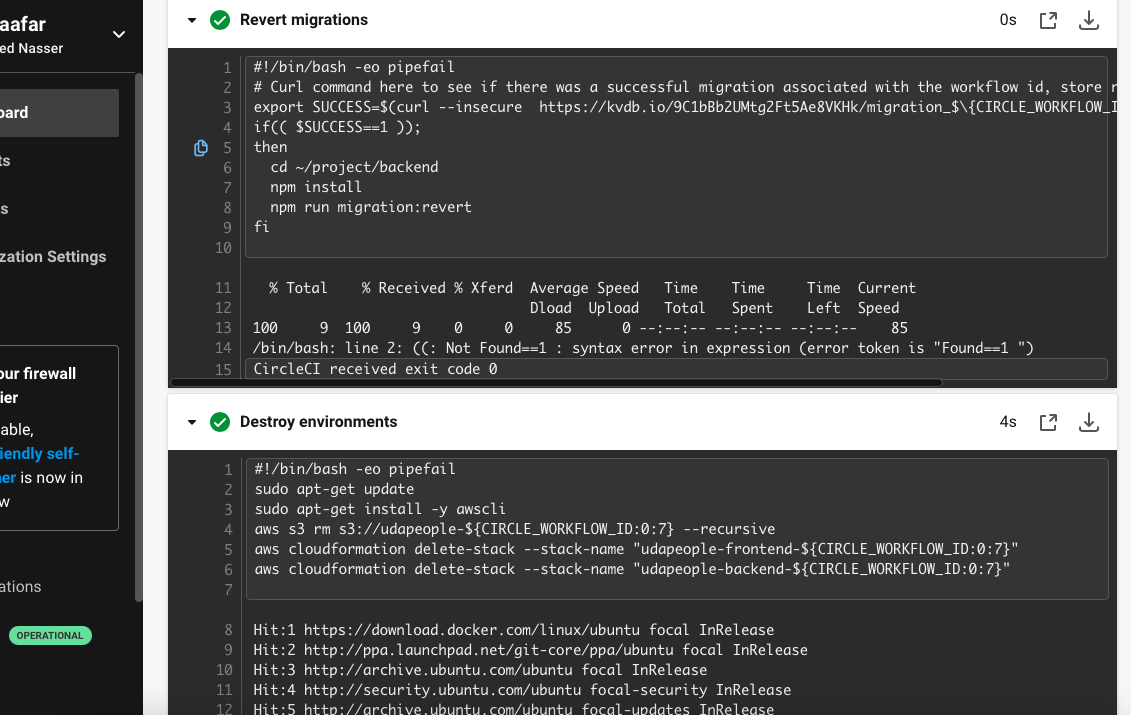 aafar
ed Nasser
oard
ts
s
zation Settings
our firewall
ier
able,
iendly self-
ner is now in
w
ations
OPERATIONAL
Revert migrations
0s
1 #!/bin/bash -eo pipefail
2 # Curl command here to see if there was a successful migration associated with the workflow id, store r
3 export SUCCESS=$(curl --insecure  https://kvdb.io/9C1bBb2UMtg2Ft5Ae8VKHk/migration_$\{CIRCLE_WORKFLOW_I
4 if(( $SUCCESS==1 ));
5 then
6   cd ~/project/backend
7   npm install
8   npm run migration:revert
9 fi
10
11   % Total    % Received % Xferd  Average Speed   Time    Time     Time  Current
12                                  Dload  Upload   Total   Spent    Left  Speed
13 100     9  100     9    0     0     85      0 --:--:-- --:--:-- --:--:--    85
14 /bin/bash: line 2: ((: Not Found==1 : syntax error in expression (error token is "Found==1 ")
15 CircleCI received exit code 0
Destroy environments
4s
1 #!/bin/bash -eo pipefail
2 sudo apt-get update
3 sudo apt-get install -y awscli
4 aws s3 rm s3://udapeople-${CIRCLE_WORKFLOW_ID:0:7} --recursive
5 aws cloudformation delete-stack --stack-name "udapeople-frontend-${CIRCLE_WORKFLOW_ID:0:7}"
6 aws cloudformation delete-stack --stack-name "udapeople-backend-${CIRCLE_WORKFLOW_ID:0:7}"
7
8 Hit:1 https://download.docker.com/linux/ubuntu focal InRelease
9 Hit:2 http://ppa.launchpad.net/git-core/ppa/ubuntu focal InRelease
10 Hit:3 http://archive.ubuntu.com/ubuntu focal InRelease
11 Hit:4 http://security.ubuntu.com/ubuntu focal-security InRelease
12 Hit:5 http://archive.ubuntu.com/ubuntu focal-updates InRelease